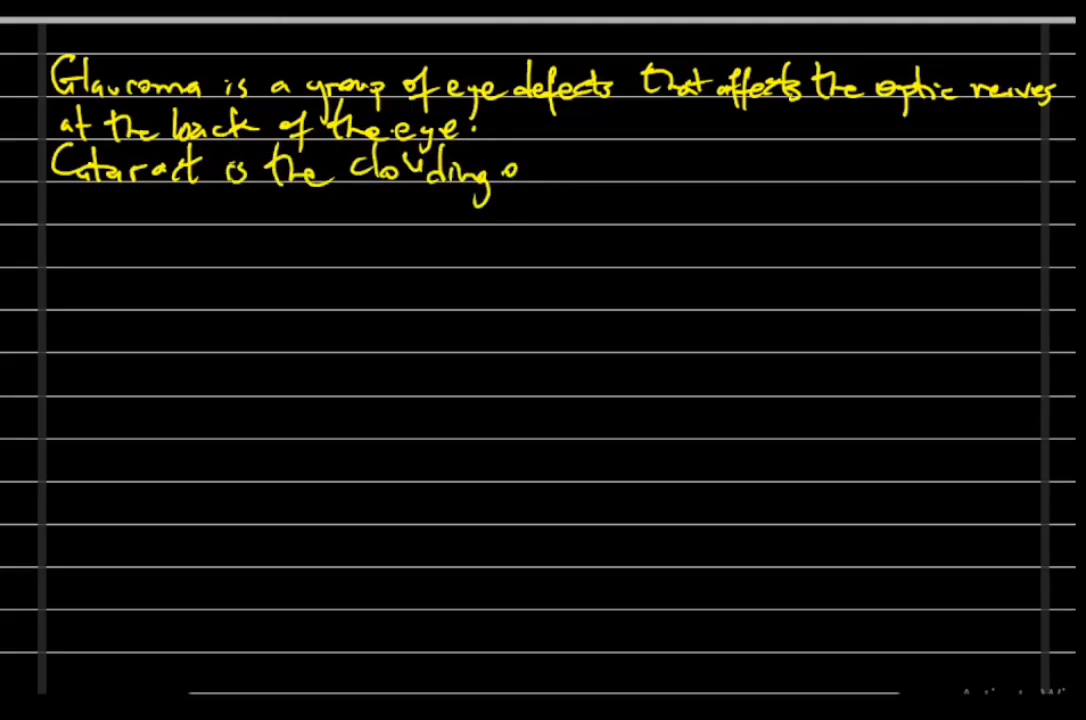 Glaucoma is a group of eye defects that affects the optic nerves
at the back of the eye.
Cataract is the clouding o